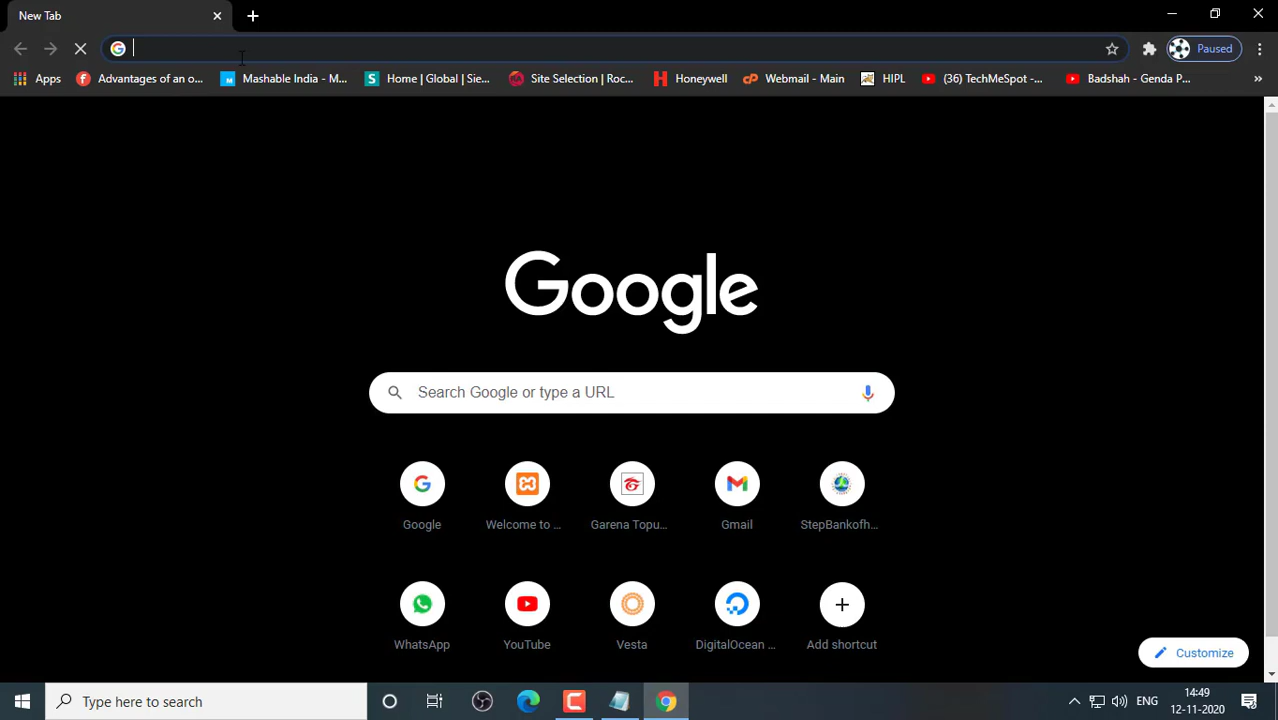 New Tab
Paused
Apps
Advantages of an o...
Mashable India - M...
Home | Global | Sie...
Site Selection | Roc...
Honeywell
Webmail - Main
HIPL
(36) TechMeSpot -...
Badshah - Genda P...
Google
Search Google or type a URL
Google
Welcome to ...
Garena Topu...
Gmail
StepBankofh...
WhatsApp
YouTube
Vesta
DigitalOcean ...
Add shortcut
Customize
Type here to search
ENG
14:49
12-11-2020